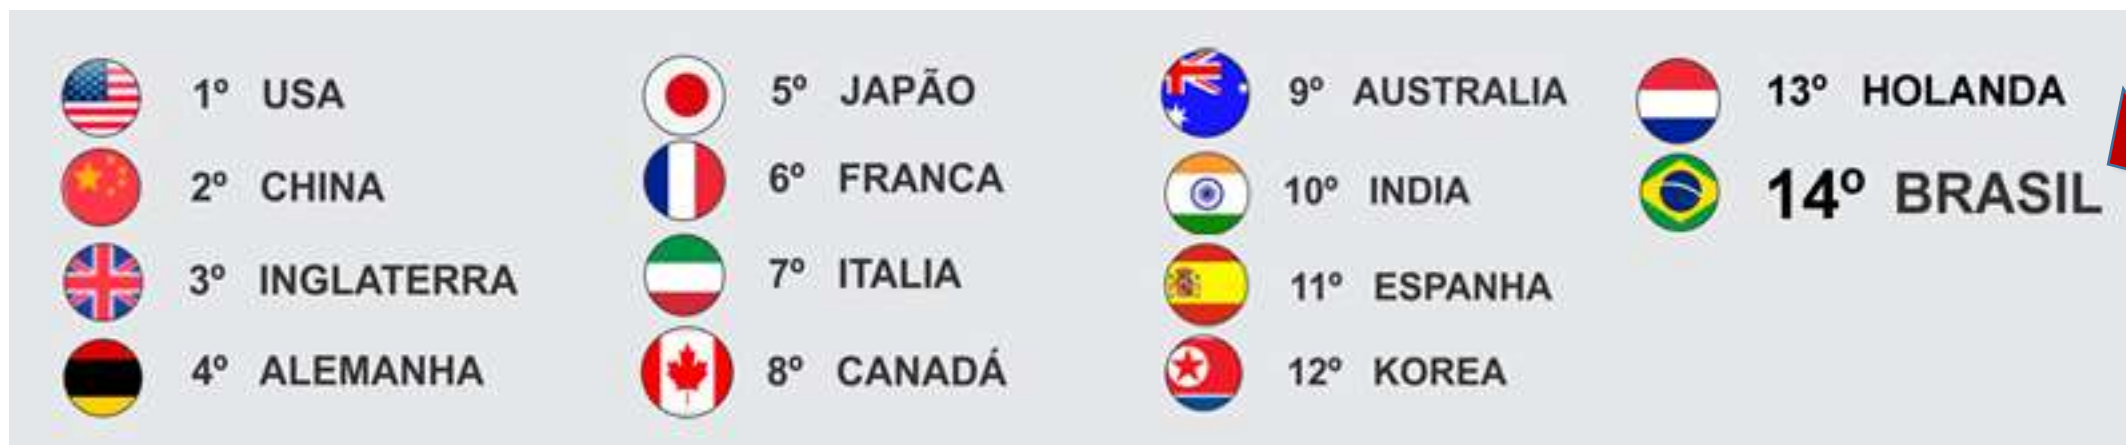 1º USA
2º CHINA
3º INGLATERRA
4º ALEMANHA
5º JAPÃO
6º FRANCA
7º ITALIA
8º CANADÁ
9º AUSTRALIA
10º INDIA
11º ESPANHA
12º KOREA
13º HOLANDA
14º BRASIL